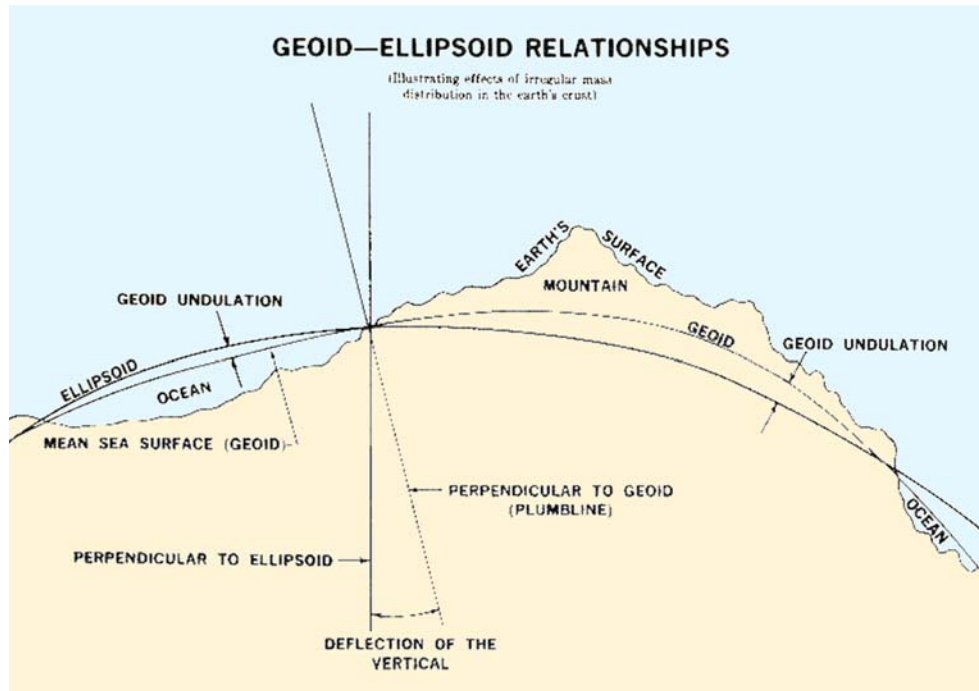 GEOID—ELLIPSOID RELATIONSHIPS
(Illustrating effects of irregular mass
distribution in the earth's crust)
EARTH'S SURFACE
MOUNTAIN
GEOID UNDULATION
GEOID
GEOID UNDULATION
ELLIPSOID
OCEAN
MEAN SEA SURFACE (GEOID)
PERPENDICULAR TO GEOID
(PLUMBLINE)
OCEAN
PERPENDICULAR TO ELLIPSOID
DEFLECTION OF THE
VERTICAL